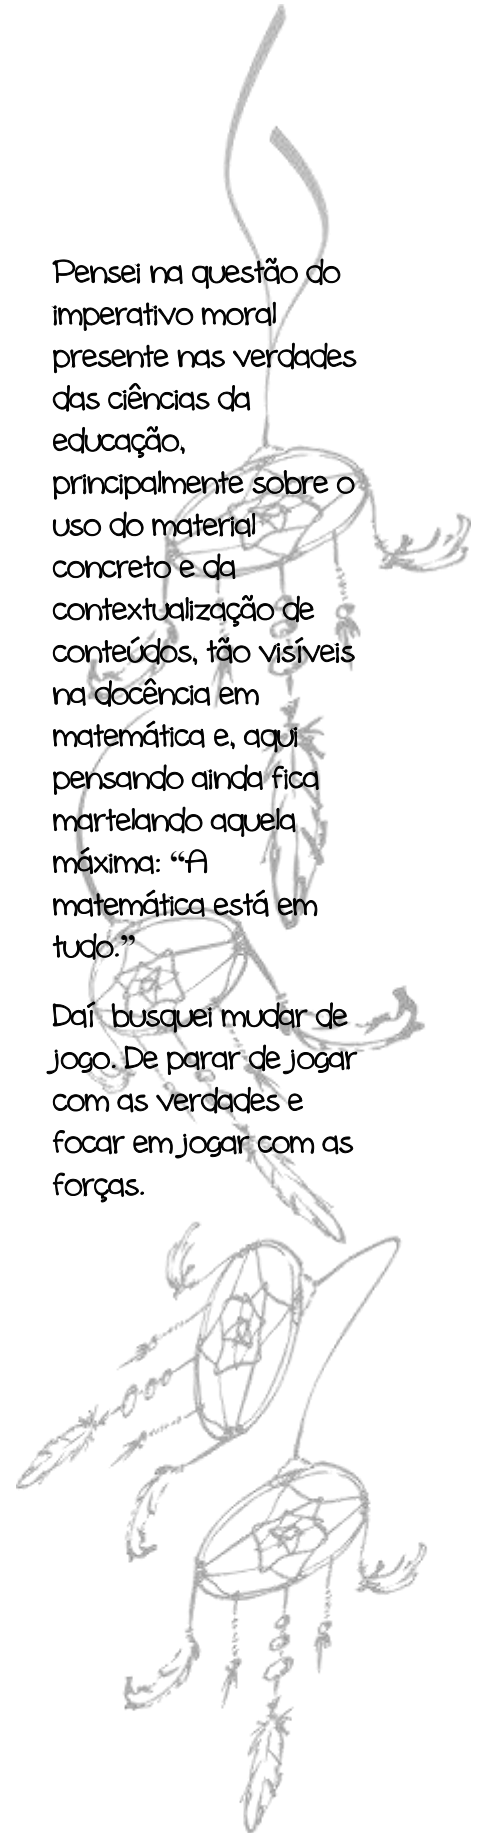 Pensei na questão do
imperativo moral
presente nas verdades
das ciências da
educação,
principalmente sobre o
uso do material
concreto e da
contextualização de
conteúdos, tão visíveis
na docência em
matemática e, aqui
pensando ainda fica
martelando aquela
máxima: “A
matemática está em
tudo.”
Daí  busquei mudar de
jogo. De parar de jogar
com as verdades e
focar em jogar com as
forças.